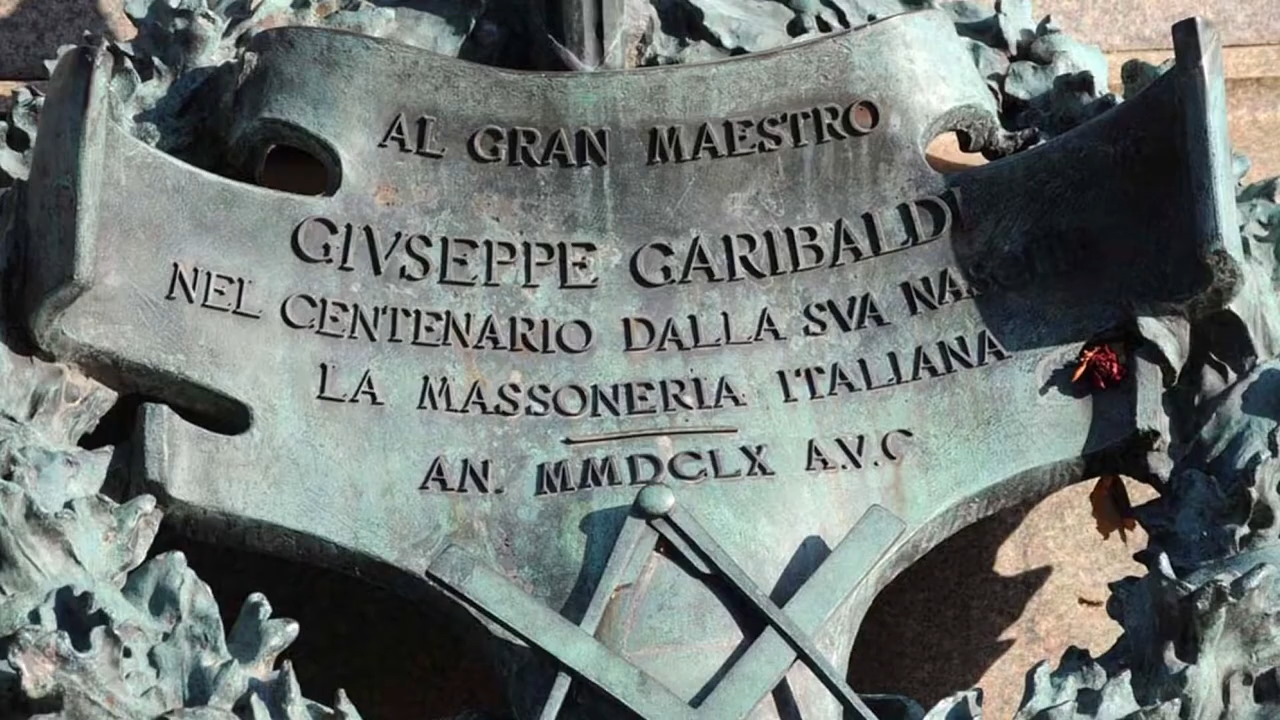 AL GRAN MAESTRO
GIVSEPPE GARIBALDI
NEL CENTENARIO DALLA SVA
LA MASSONERIA ITALIANA
AN. MMDCLX A.V.C